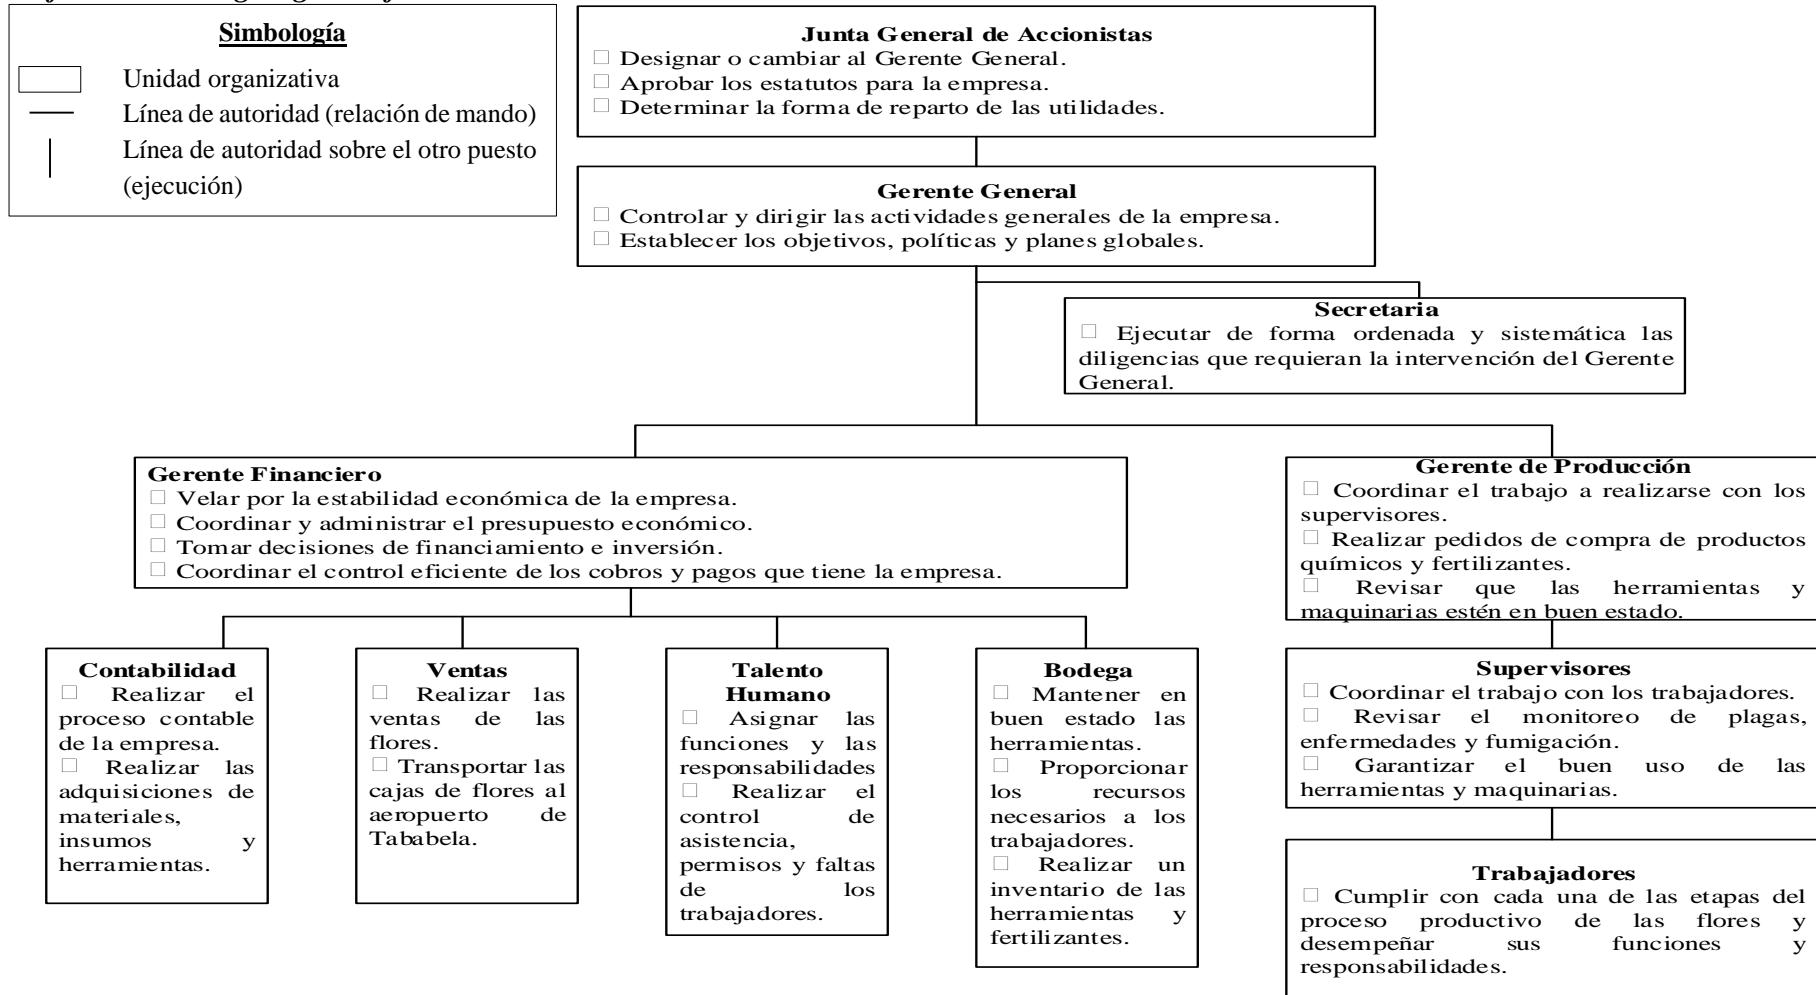 Simbología
Unidad organizativa
Línea de autoridad (relación de mando)
Línea de autoridad sobre el otro puesto
(ejecución)
Junta General de Accionistas
□ Designar o cambiar al Gerente General.
□ Aprobar los estatutos para la empresa.
□ Determinar la forma de reparto de las utilidades.
Gerente General
□ Controlar y dirigir las actividades generales de la empresa.
□ Establecer los objetivos, políticas y planes globales.
Secretaria
□ Ejecutar de forma ordenada y sistemática las
diligencias que requieran la intervención del Gerente
General.
Gerente Financiero
□ Velar por la estabilidad económica de la empresa.
□ Coordinar y administrar el presupuesto económico.
□ Tomar decisiones de financiamiento e inversión.
□ Coordinar el control eficiente de los cobros y pagos que tiene la empresa.
Gerente de Producción
□ Coordinar el trabajo a realizarse con los
supervisores.
□ Realizar pedidos de compra de productos
químicos y fertilizantes.
□ Revisar que las herramientas y
maquinarias estén en buen estado.
Contabilidad
□ Realizar el
proceso contable
de la empresa.
□ Realizar las
adquisiciones de
materiales,
insumos y
herramientas.
Ventas
□ Realizar las
ventas de las
flores.
□ Transportar las
cajas de flores al
aeropuerto de
Tababela.
Talento
Humano
□ Asignar las
funciones y las
responsabilidades
□ Realizar el
control de
asistencia,
permisos y faltas
de los
trabajadores.
Bodega
□ Mantener en
buen estado las
herramientas.
□ Proporcionar
los recursos
necesarios a los
trabajadores.
□ Realizar un
inventario de las
herramientas y
fertilizantes.
Supervisores
□ Coordinar el trabajo con los trabajadores.
□ Revisar el monitoreo de plagas,
enfermedades y fumigación.
□ Garantizar el buen uso de las
herramientas y maquinarias.
Trabajadores
□ Cumplir con cada una de las etapas del
proceso productivo de las flores y
desempeñar sus funciones y
responsabilidades.